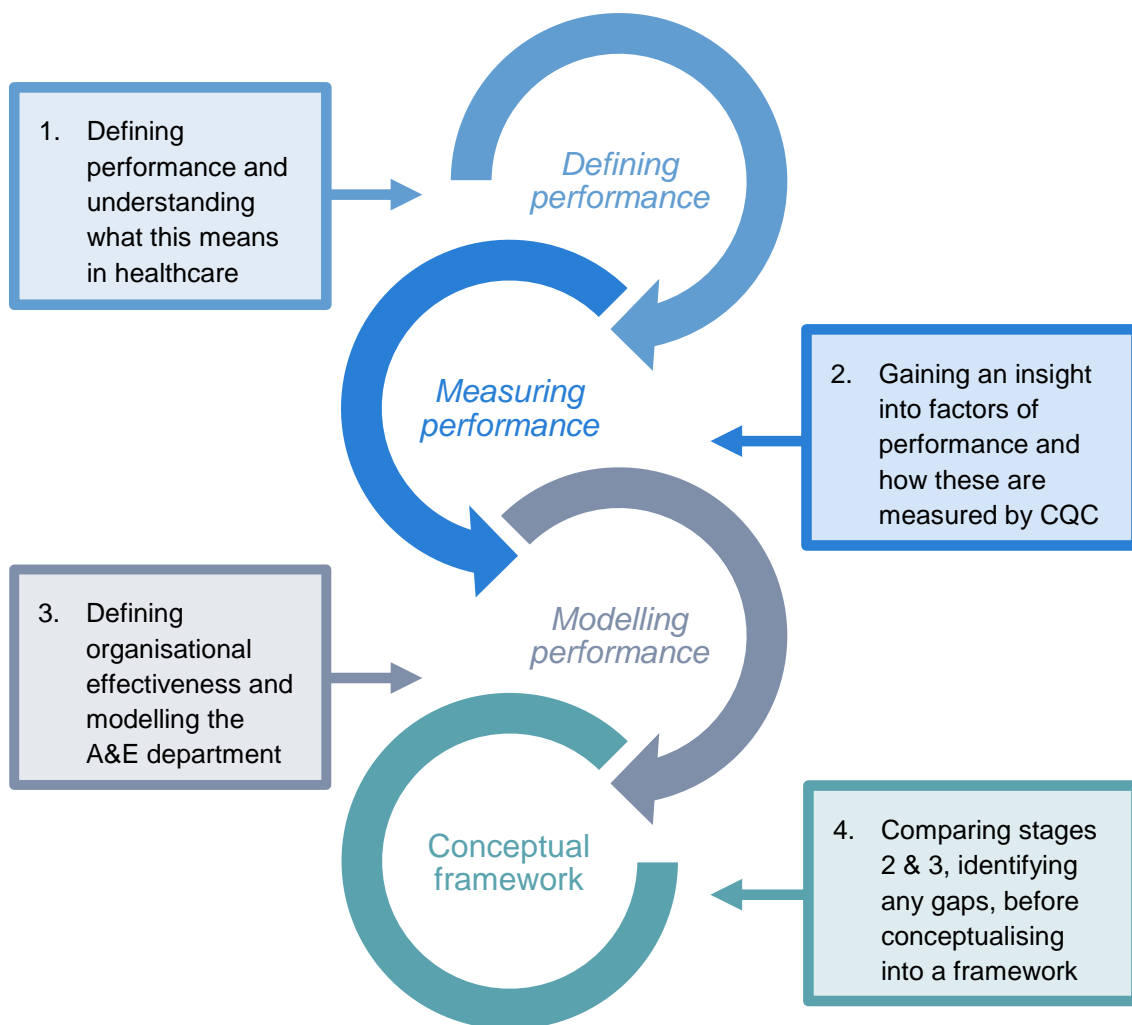 1. Defining
performance and
understanding
what this means
in healthcare
Defining
performance
Measuring
performance
2. Gaining an insight
into factors of
performance and
how these are
measured by CQC
3. Defining
organisational
effectiveness and
modelling the
A&E department
Modelling
performance
Conceptual
framework
4. Comparing stages
2 & 3, identifying
any gaps, before
conceptualising
into a framework